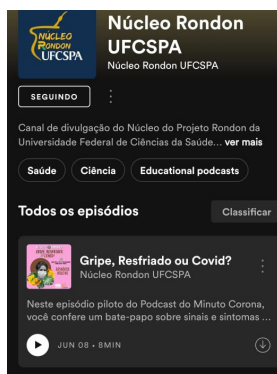 NÚCLEO
RONDON
UFCSPA
Núcleo Rondon
UFCSPA
Núcleo Rondon UFCSPA
SEGUINDO
Canal de divulgação do Núcleo do Projeto Rondon da
Universidade Federal de Ciências da Saúde... ver mais
Saúde
Ciência
Educational podcasts
Todos os episódios
Classificar
Gripe, Resfriado ou Covid?
Núcleo Rondon UFCSPA
Neste episódio piloto do Podcast do Minuto Corona,
você confere um bate-papo sobre sinais e sintomas ...
JUN 08 • 8MIN